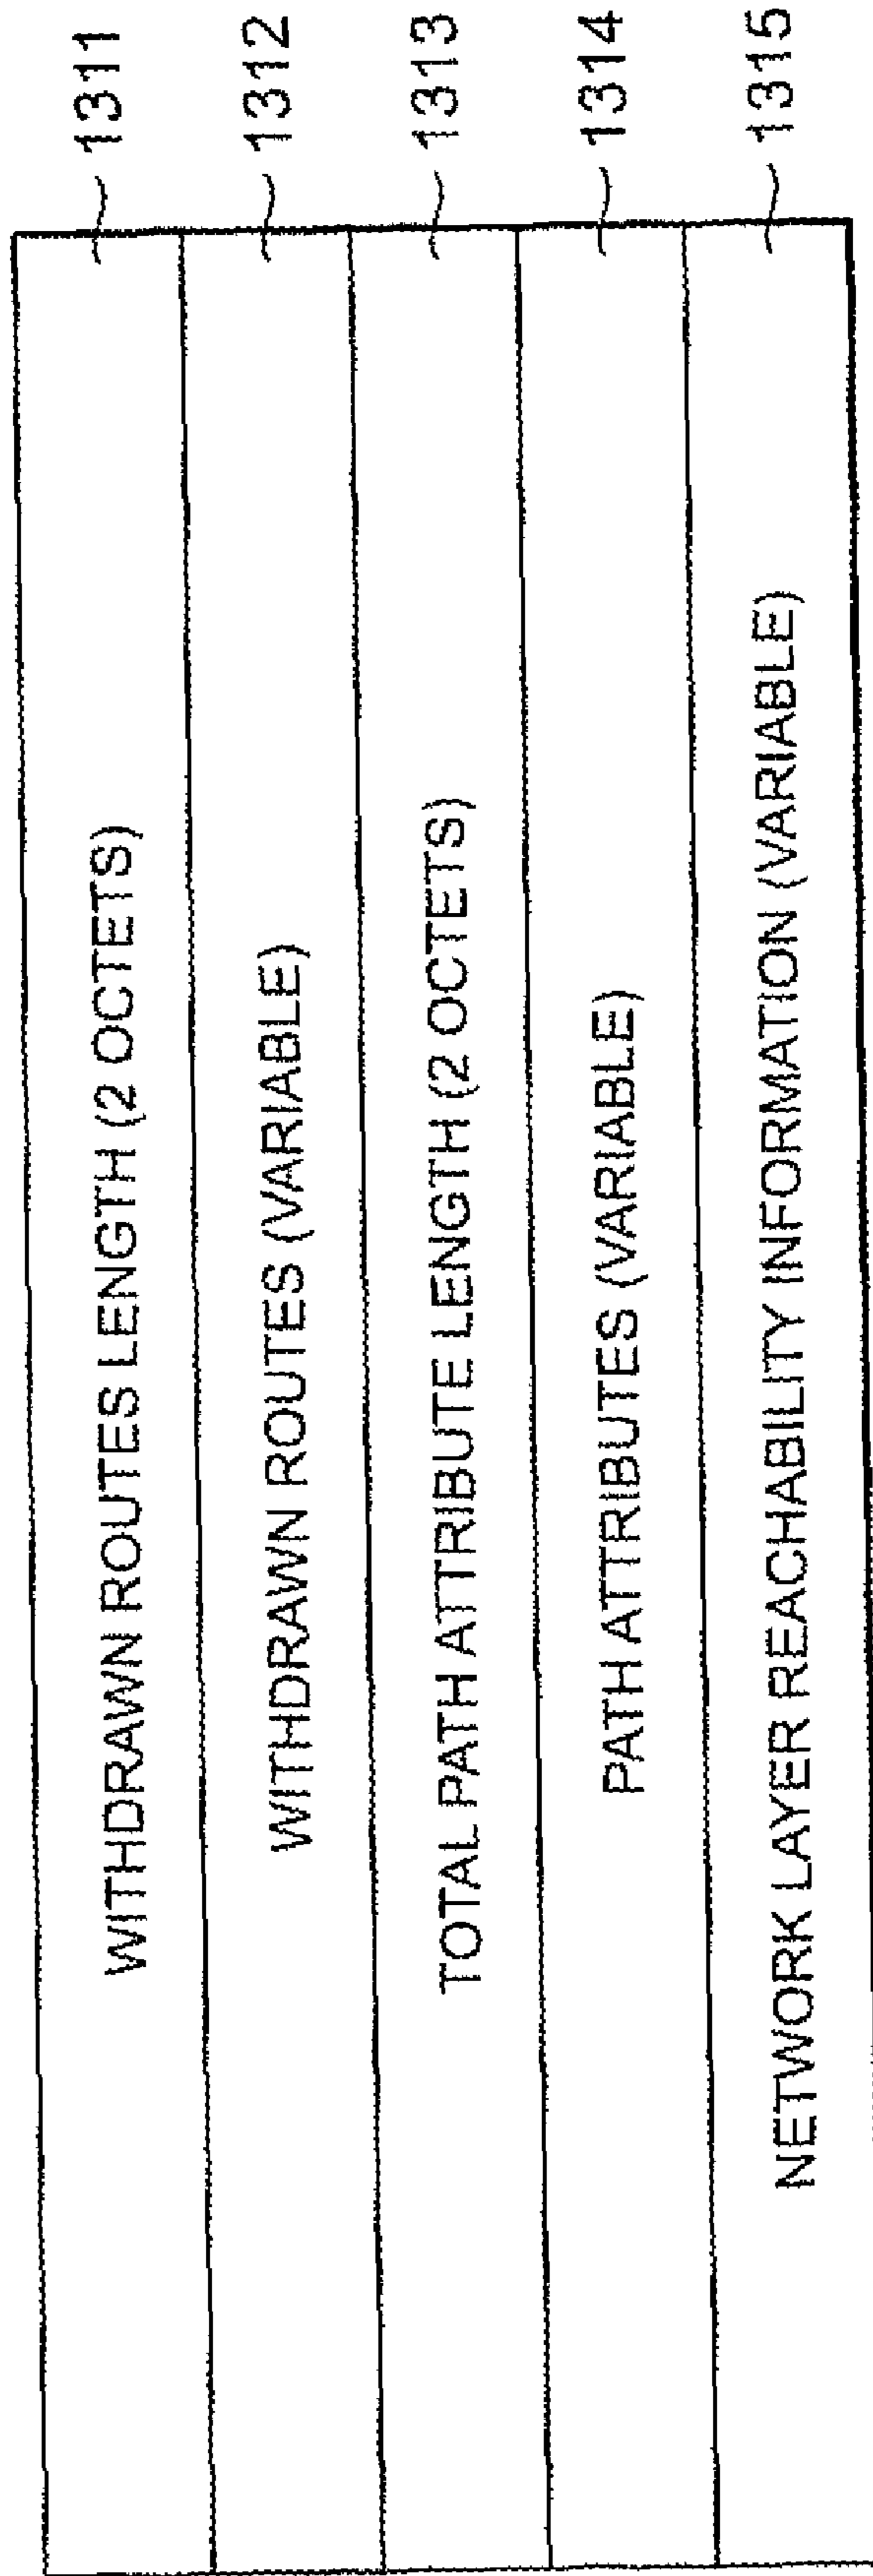 WITHDRAWN ROUTES LENGTH (2 OCTETS) 1311
WITHDRAWN ROUTES (VARIABLE) 1312
TOTAL PATH ATTRIBUTE LENGTH (2 OCTETS) 1313
PATH ATTRIBUTES (VARIABLE) 1314
NETWORK LAYER REACHABILITY INFORMATION (VARIABLE) 1315